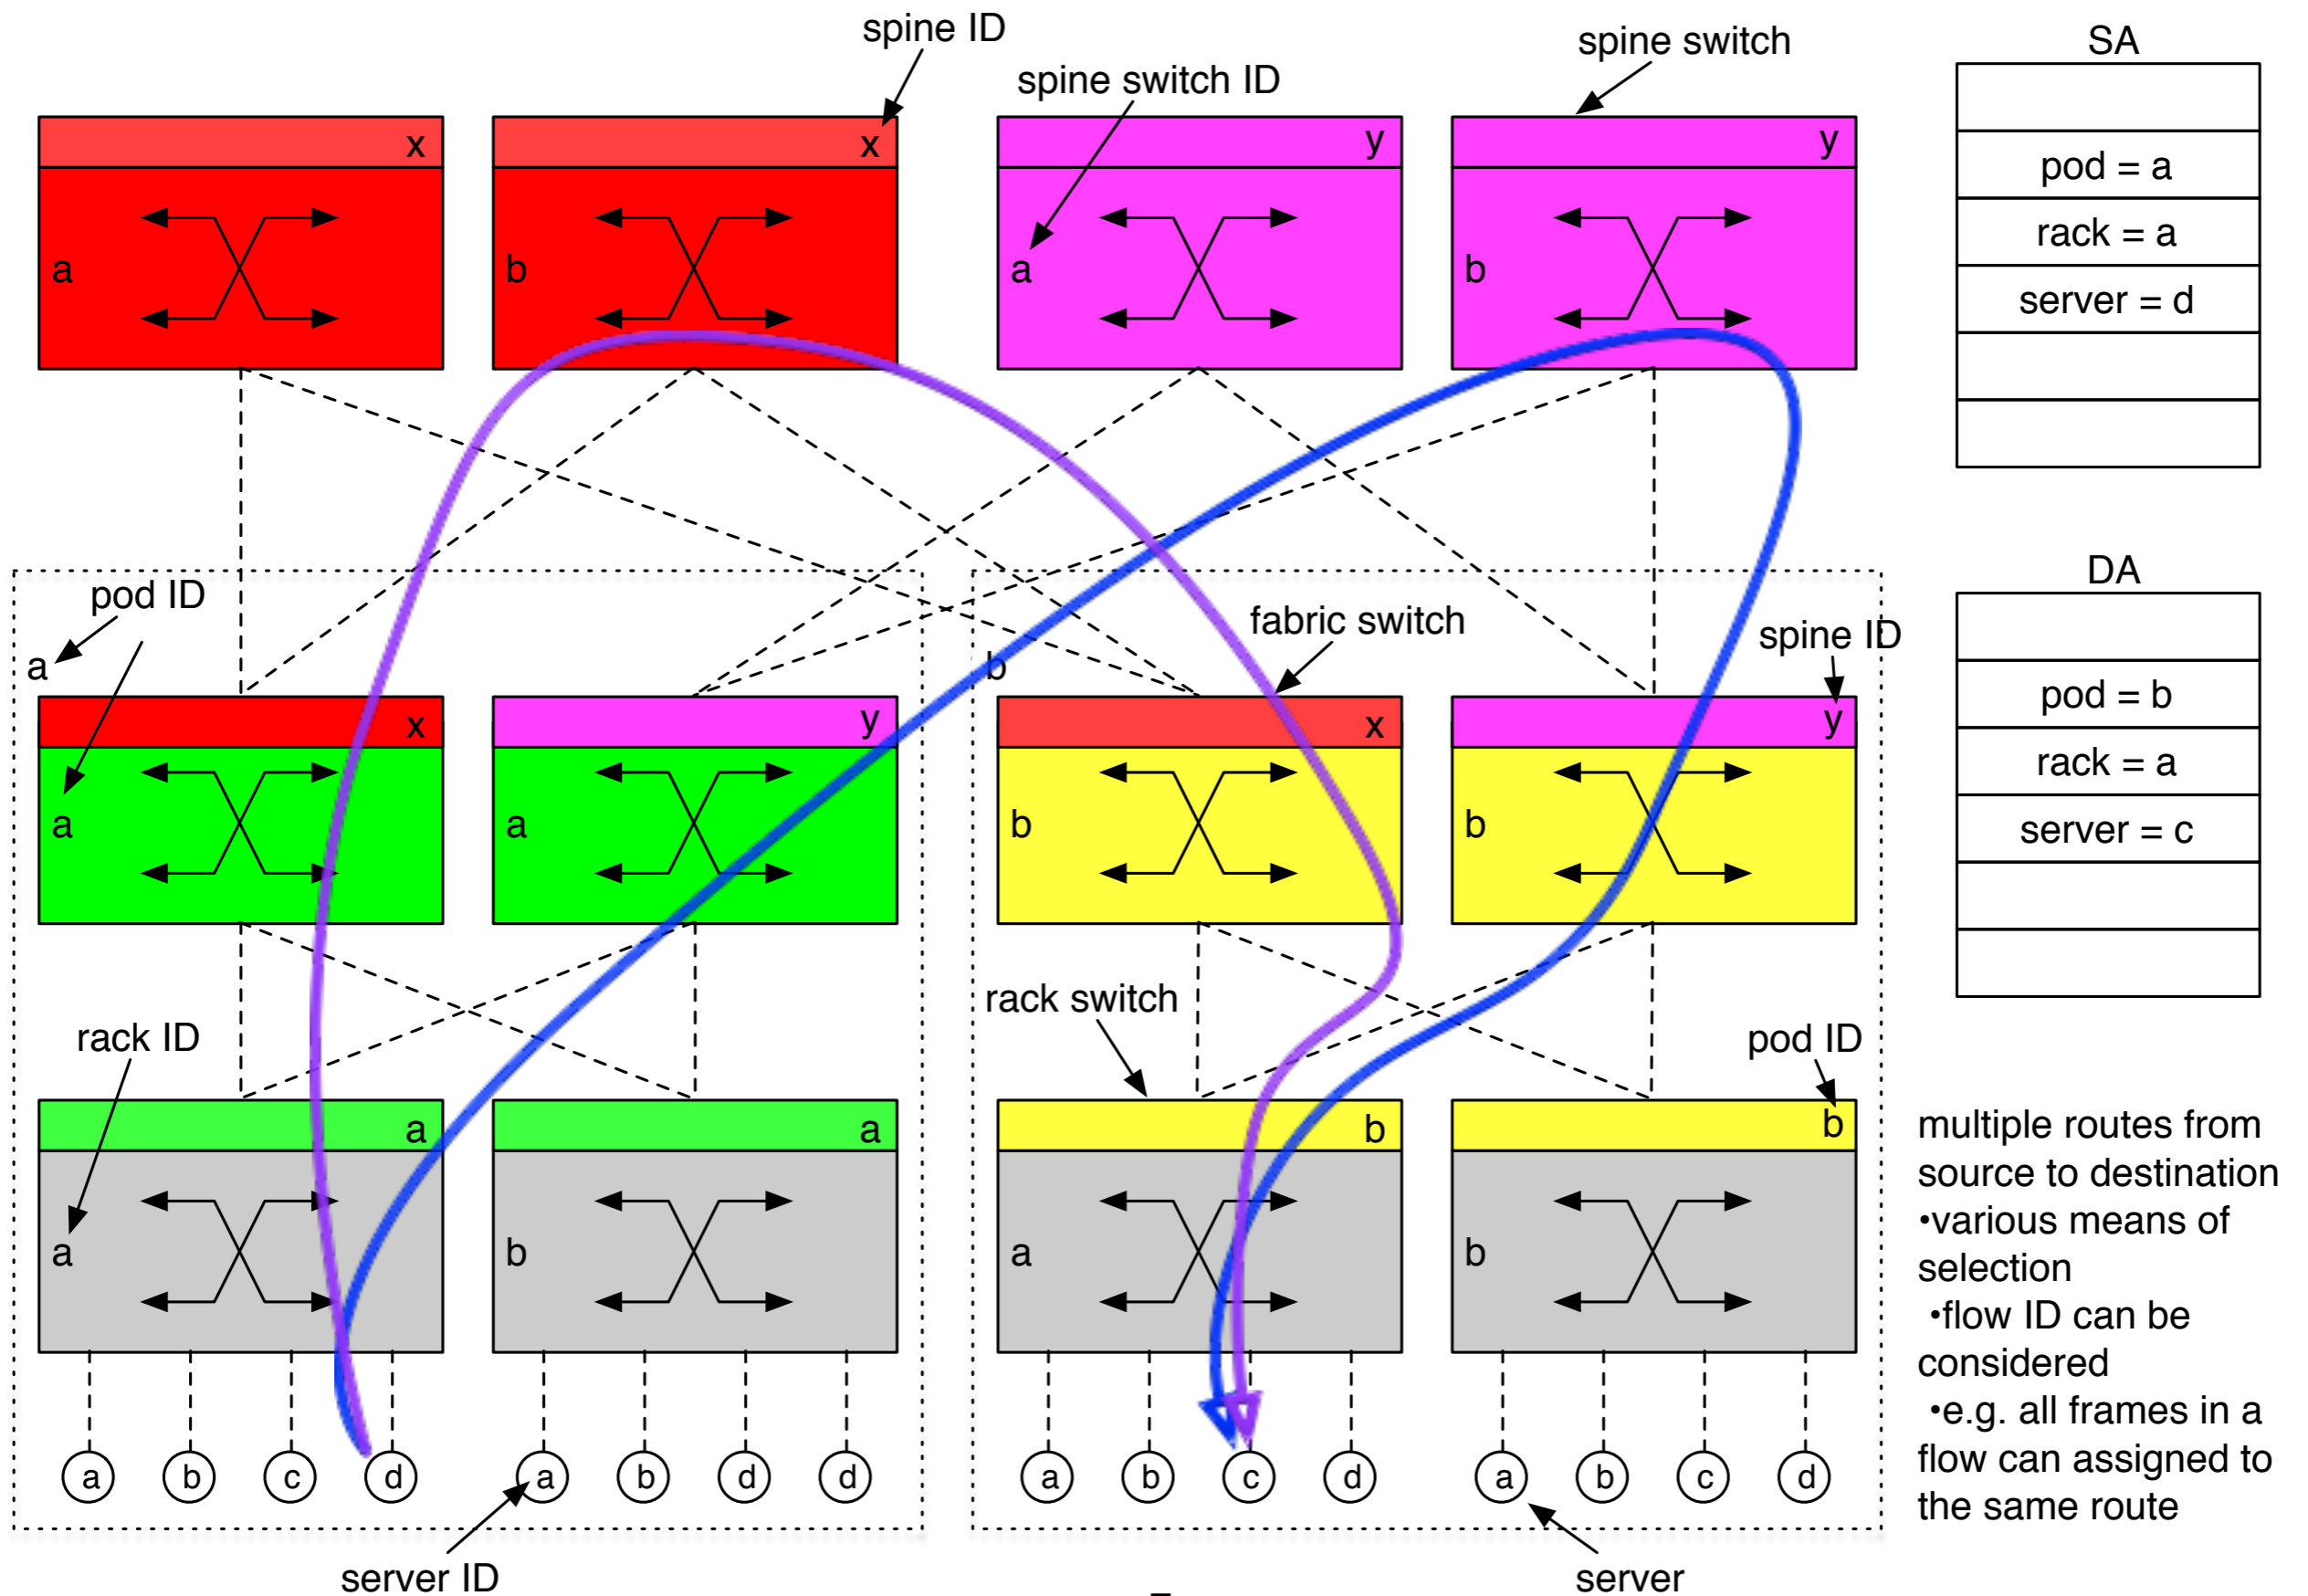 spine ID
spine switch
SA
spine switch ID
x
x
y
y
pod = a
rack = a
a
b
a
b
server = d
DA
pod ID
fabric switch
spine ID
a
b
pod = b
x
y
x
y
rack = a
a
a
b
b
server = c
rack switch
rack ID
pod ID
a
a
b
b
a
b
a
b
multiple routes from
source to destination
•various means of
selection
•flow ID can be
considered
•e.g. all frames in a
flow can assigned to
the same route
a b c d a b d d a b c d a b c d
server ID
server